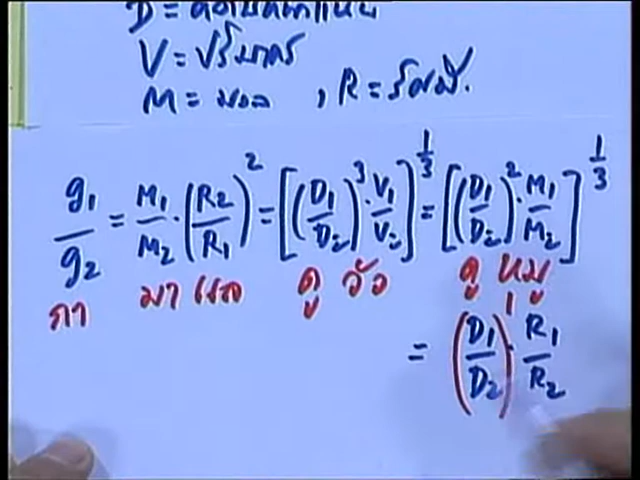 D =
V = ปริมาตร
M = มวล , R = รัศมี.
g₁/g₂ = M₁/M₂ · (R₂/R₁)² = [(D₁/D₂)³ · V₁/V₂]^(1/3) = [(D₁/D₂)² · M₁/M₂]^(1/3)
กา มา เรล ดู วัว ดู หมู
= (D₁/D₂)¹ · R₁/R₂